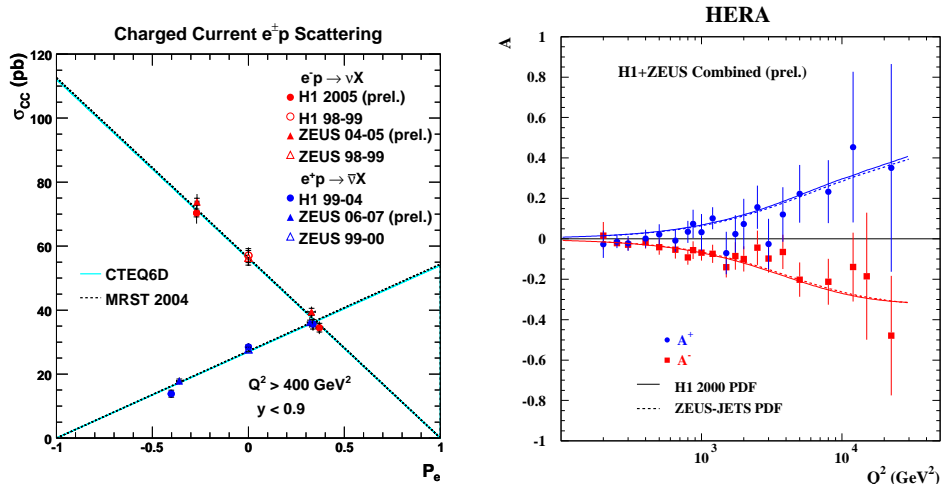 Charged Current e±p Scattering
σCC (pb)
120
100
80
60
40
20
0
e⁻p → νX
H1 2005 (prel.)
H1 98-99
ZEUS 04-05 (prel.)
ZEUS 98-99
e⁺p → ν̄X
H1 99-04
ZEUS 06-07 (prel.)
ZEUS 99-00
CTEQ6D
MRST 2004
Q² > 400 GeV²
y < 0.9
-1 -0.5 0 0.5 1
Pe
HERA
A
1
0.8
0.6
0.4
0.2
0
-0.2
-0.4
-0.6
-0.8
-1
H1+ZEUS Combined (prel.)
A⁺
A⁻
H1 2000 PDF
ZEUS-JETS PDF
10³ 10⁴
Q² (GeV²)